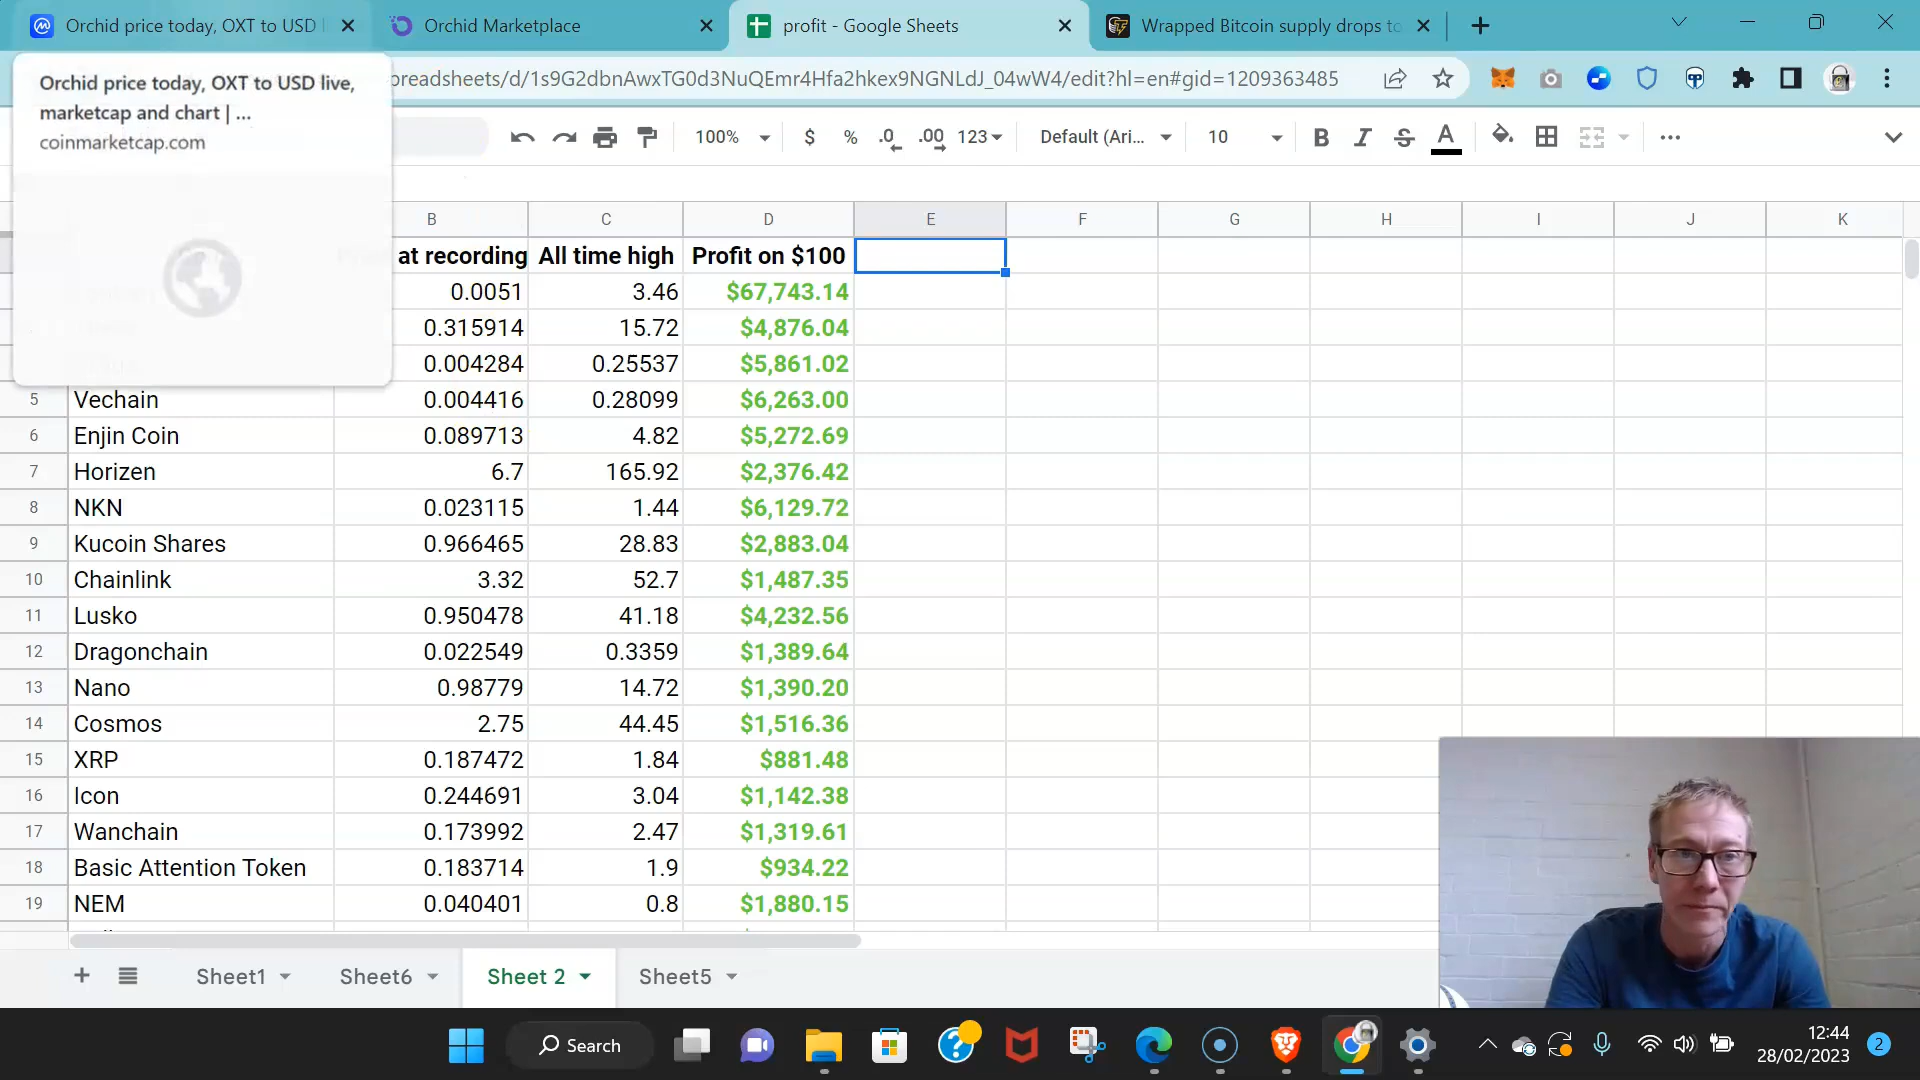 Orchid price today, OXT to USD l
Orchid Marketplace
profit - Google Sheets
Wrapped Bitcoin supply drops to
Orchid price today, OXT to USD live,
marketcap and chart | ...
coinmarketcap.com
preadsheets/d/1s9G2dbnAwxTG0d3NuQEmr4Hfa2hkex9NGNLdJ_04wW4/edit?hl=en#gid=1209363485
100% $ % .0 .00 123 Default (Ari... 10 B I S A
B C D E F G H I J K
at recording All time high Profit on $100
0.0051 3.46 $67,743.14
0.315914 15.72 $4,876.04
0.004284 0.25537 $5,861.02
5 Vechain 0.004416 0.28099 $6,263.00
6 Enjin Coin 0.089713 4.82 $5,272.69
7 Horizen 6.7 165.92 $2,376.42
8 NKN 0.023115 1.44 $6,129.72
9 Kucoin Shares 0.966465 28.83 $2,883.04
10 Chainlink 3.32 52.7 $1,487.35
11 Lusko 0.950478 41.18 $4,232.56
12 Dragonchain 0.022549 0.3359 $1,389.64
13 Nano 0.98779 14.72 $1,390.20
14 Cosmos 2.75 44.45 $1,516.36
15 XRP 0.187472 1.84 $881.48
16 Icon 0.244691 3.04 $1,142.38
17 Wanchain 0.173992 2.47 $1,319.61
18 Basic Attention Token 0.183714 1.9 $934.22
19 NEM 0.040401 0.8 $1,880.15
Sheet1 Sheet6 Sheet 2 Sheet5
Search
12:44
28/02/2023
2